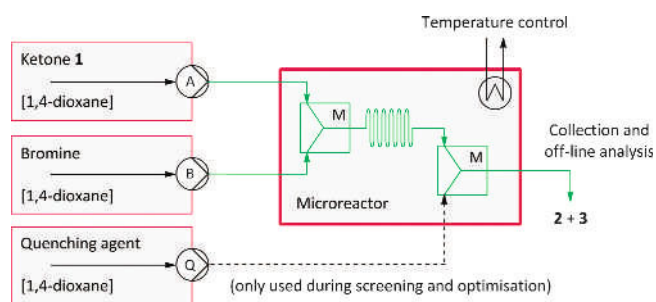 Temperature control
Ketone 1
A
[1,4-dioxane]
M
Bromine
B
[1,4-dioxane]
M
Collection and
off-line analysis
Microreactor
2 + 3
Quenching agent
Q
(only used during screening and optimisation)
[1,4-dioxane]